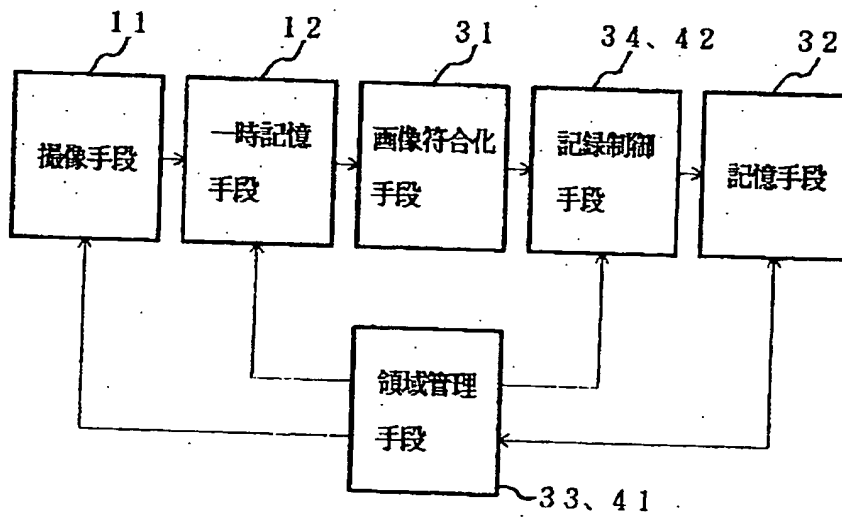 11
12
31
34、42
32
撮像手段
一時記憶
手段
画像符合化
手段
記録制御
手段
記憶手段
領域管理
手段
33、41